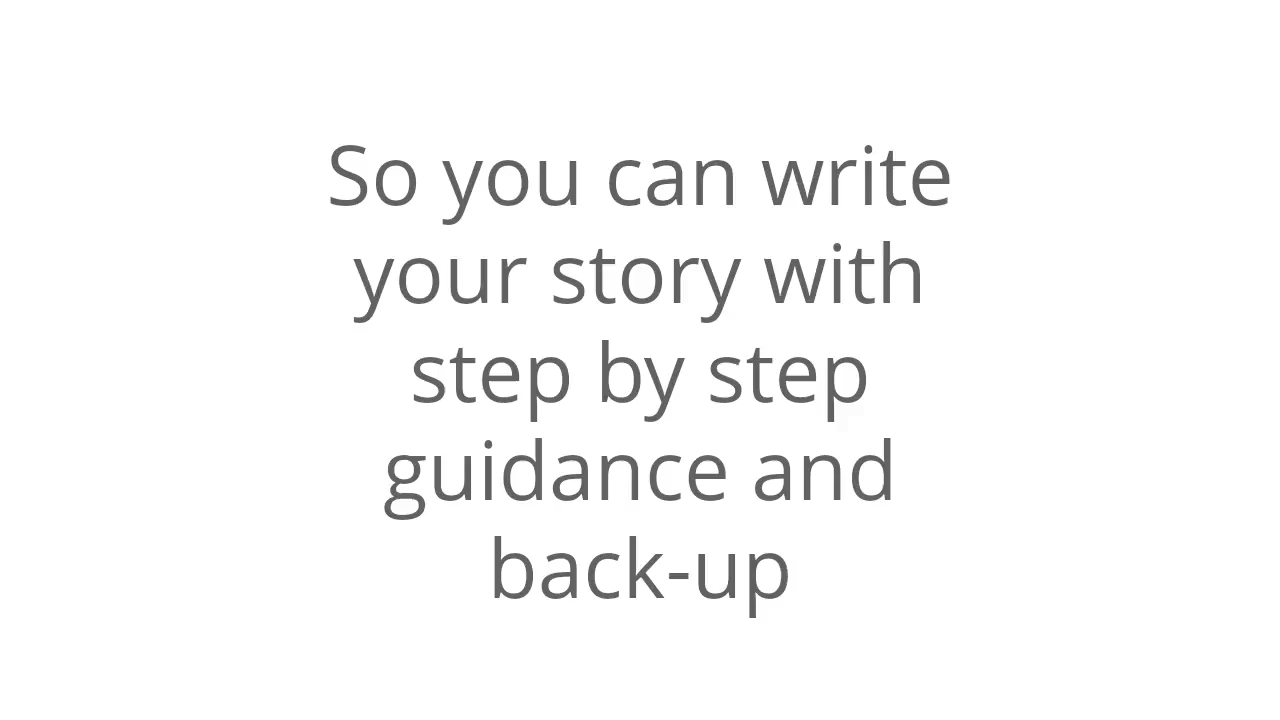 So you can write
your story with
step by step
guidance and
back-up